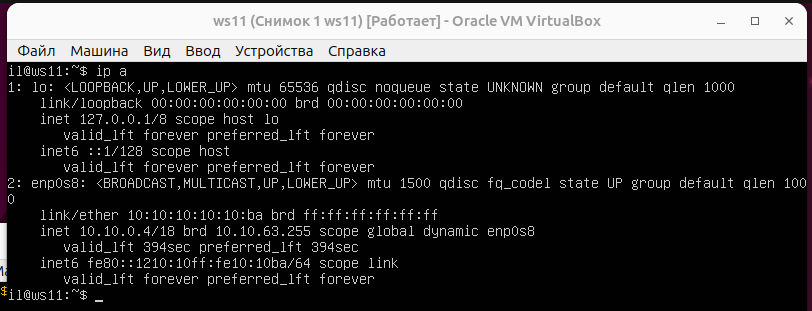 ws11 (Снимок 1 ws11) [Работает] - Oracle VM VirtualBox
Файл Машина Вид Ввод Устройства Справка
il@ws11:~$ ip a
1: lo: <LOOPBACK,UP,LOWER_UP> mtu 65536 qdisc noqueue state UNKNOWN group default qlen 1000
    link/loopback 00:00:00:00:00:00 brd 00:00:00:00:00:00
    inet 127.0.0.1/8 scope host lo
       valid_lft forever preferred_lft forever
    inet6 ::1/128 scope host
       valid_lft forever preferred_lft forever
2: enp0s8: <BROADCAST,MULTICAST,UP,LOWER_UP> mtu 1500 qdisc fq_codel state UP group default qlen 100
0
    link/ether 10:10:10:10:10:ba brd ff:ff:ff:ff:ff:ff
    inet 10.10.0.4/18 brd 10.10.63.255 scope global dynamic enp0s8
       valid_lft 394sec preferred_lft 394sec
    inet6 fe80::1210:10ff:fe10:10ba/64 scope link
       valid_lft forever preferred_lft forever
il@ws11:~$ _